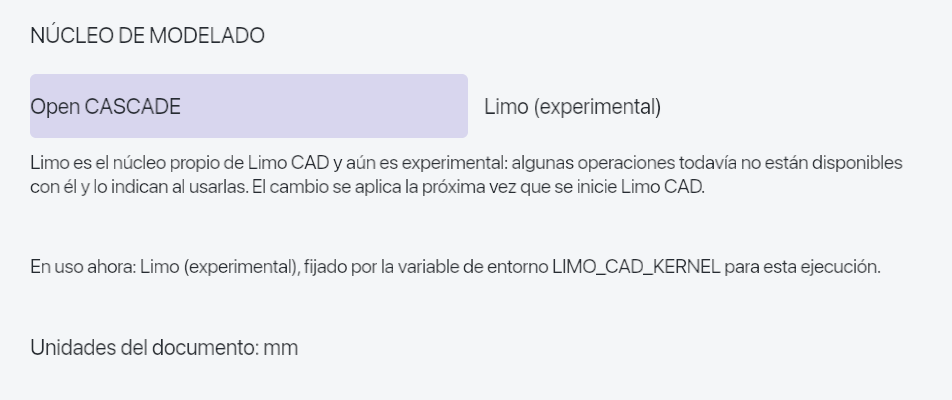 NÚCLEO DE MODELADO
Open CASCADE
Limo (experimental)
Limo es el núcleo propio de Limo CAD y aún es experimental: algunas operaciones todavía no están disponibles
con él y lo indican al usarlas. El cambio se aplica la próxima vez que se inicie Limo CAD.
En uso ahora: Limo (experimental), fijado por la variable de entorno LIMO_CAD_KERNEL para esta ejecución.
Unidades del documento: mm